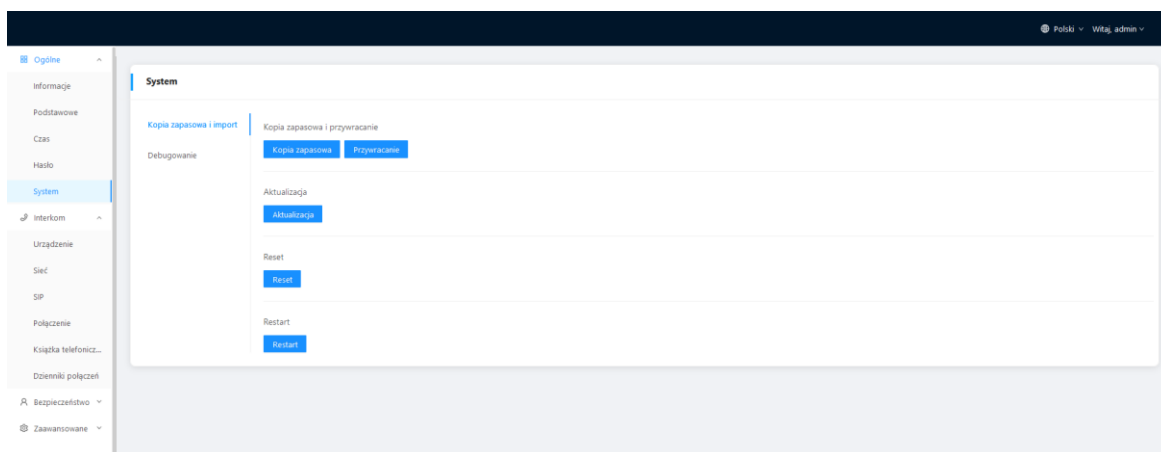 Polski
Witaj, admin
Ogólne
Informacje
Podstawowe
Czas
Hasło
System
Interkom
Urządzenie
Sieć
SIP
Połączenie
Książka telefonicz...
Dzienniki połączeń
Bezpieczeństwo
Zaawansowane
System
Kopia zapasowa i import
Debugowanie
Kopia zapasowa i przywracanie
Kopia zapasowa Przywracanie
Aktualizacja
Aktualizacja
Reset
Reset
Restart
Restart